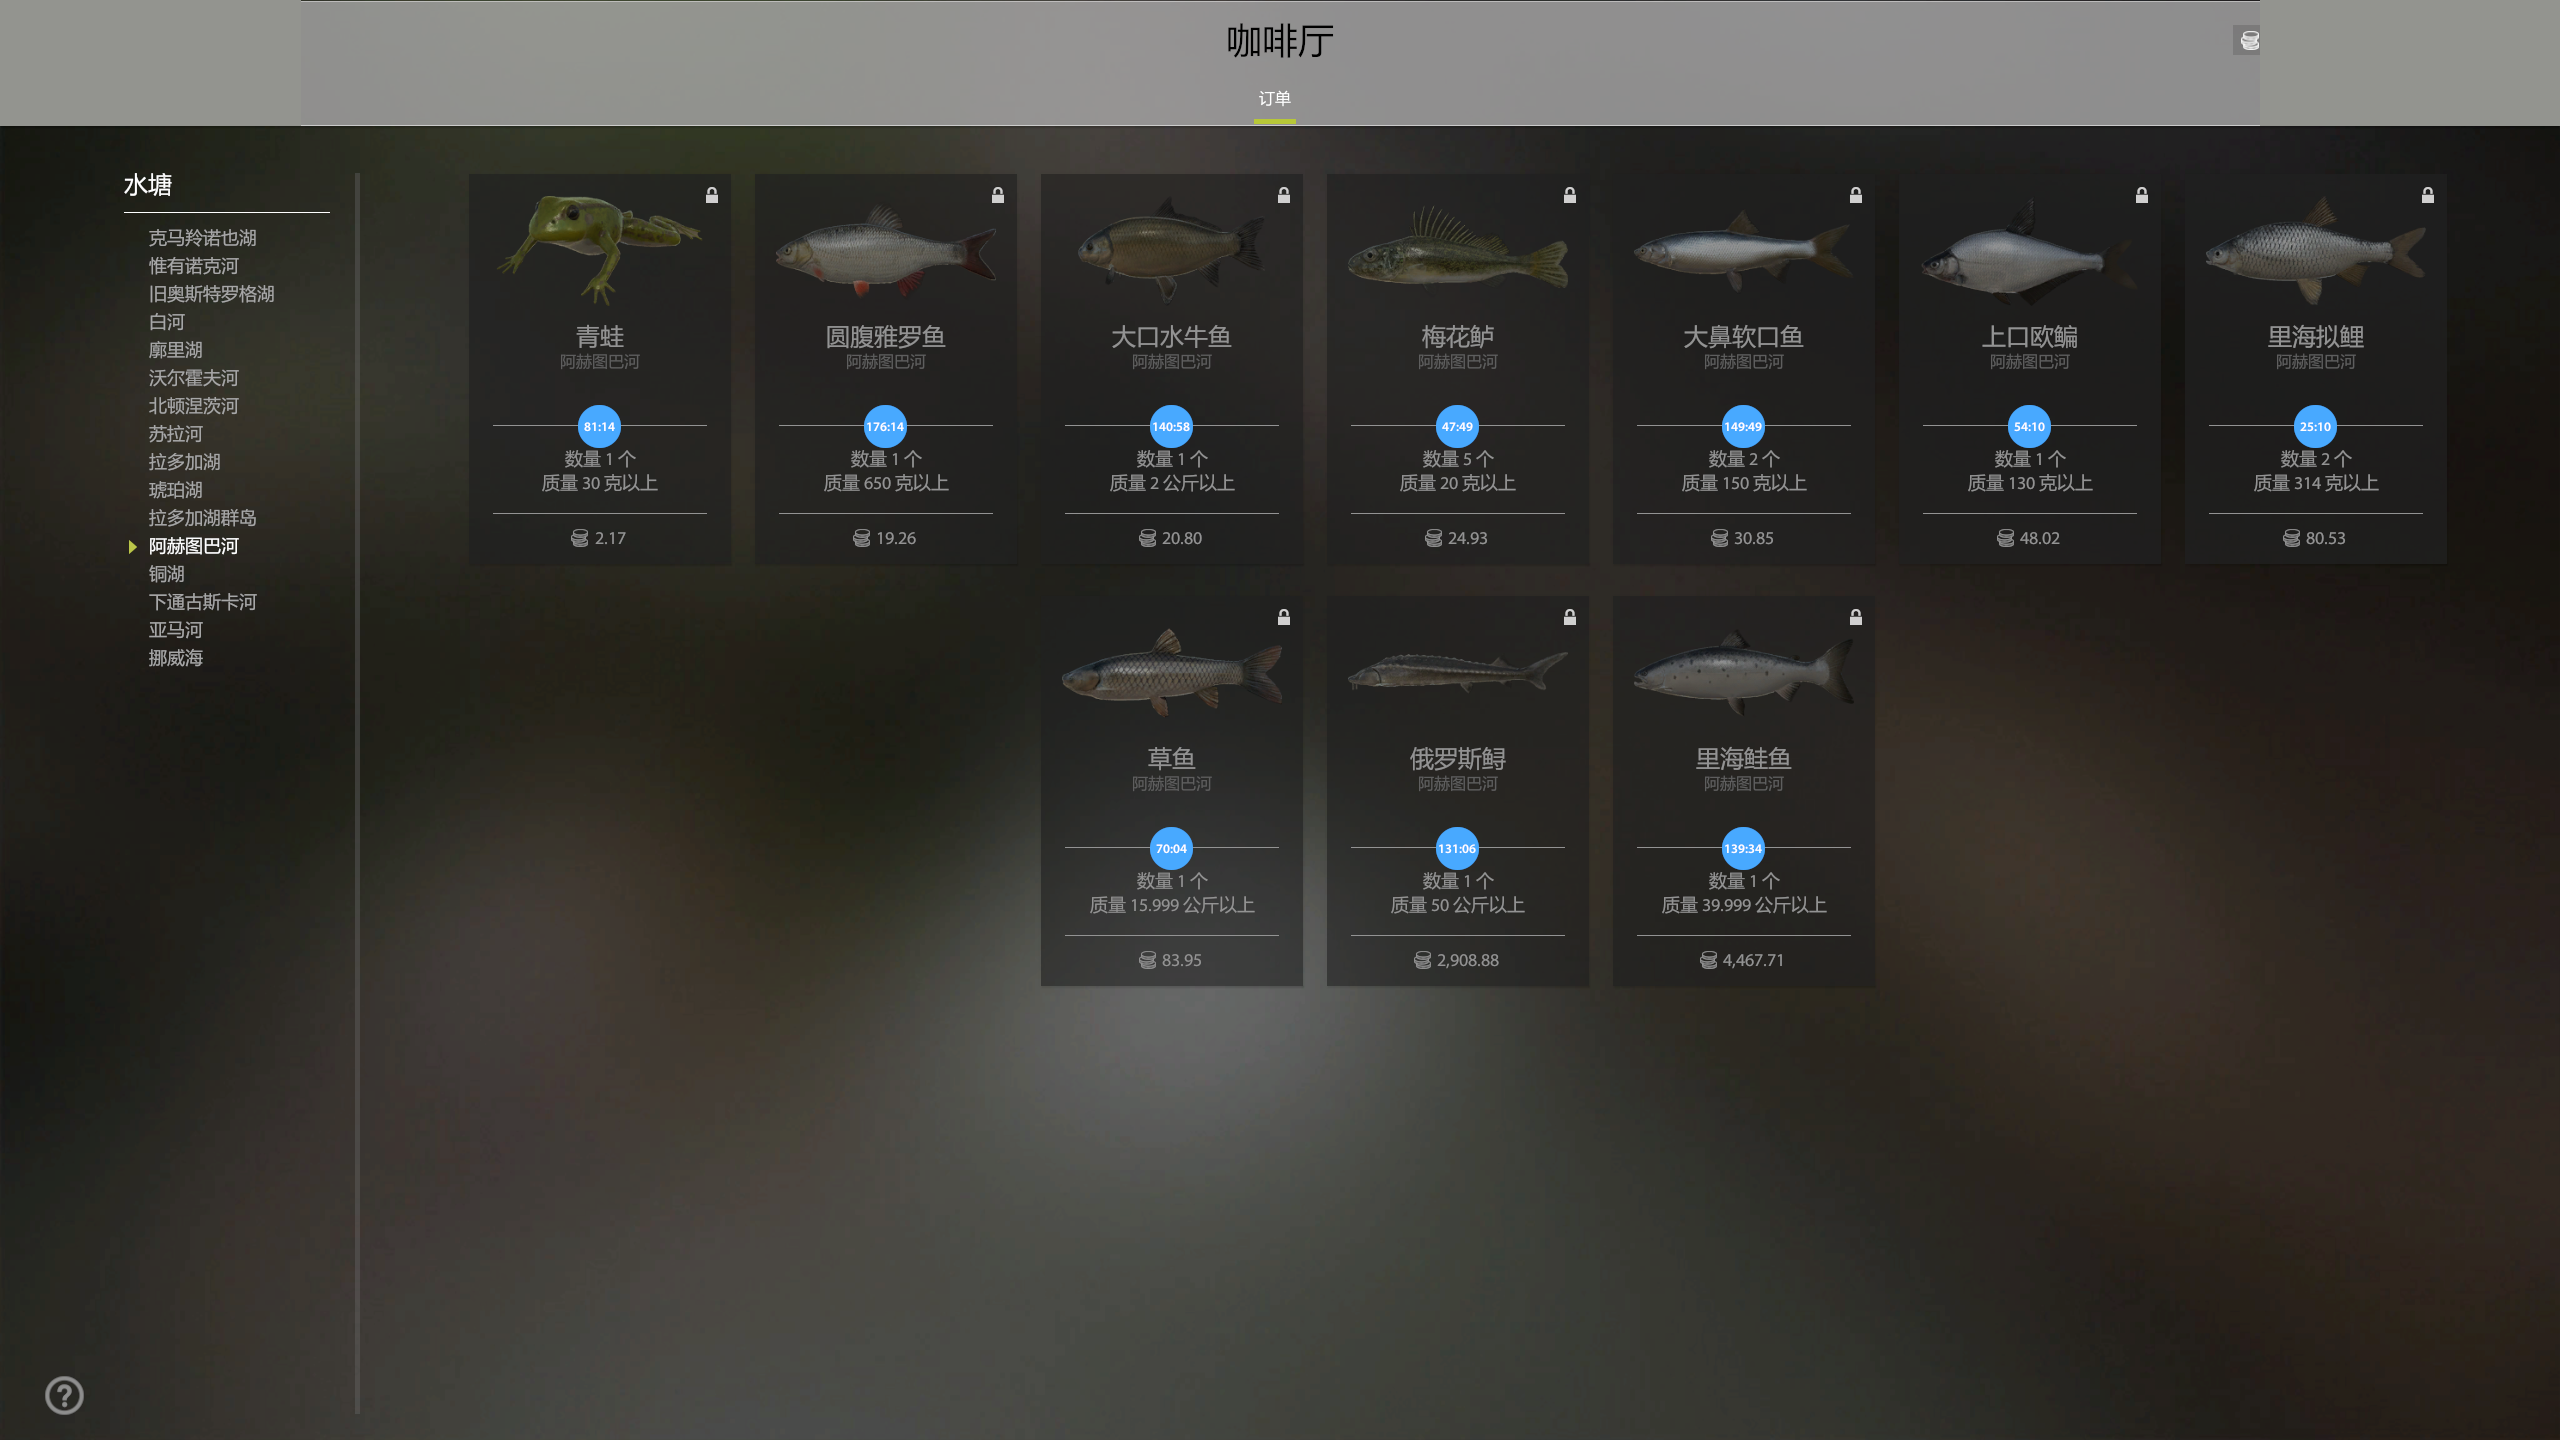 咖啡厅
订单
水塘
克马羚诺也湖
惟有诺克河
旧奥斯特罗格湖
白河
廓里湖
沃尔霍夫河
北顿涅茨河
苏拉河
拉多加湖
琥珀湖
拉多加湖群岛
阿赫图巴河
铜湖
下通古斯卡河
亚马河
挪威海
青蛙
阿赫图巴河
81:14
数量 1 个
质量 30 克以上
2.17
圆腹雅罗鱼
阿赫图巴河
176:14
数量 1 个
质量 650 克以上
19.26
大口水牛鱼
阿赫图巴河
140:58
数量 1 个
质量 2 公斤以上
20.80
梅花鲈
阿赫图巴河
47:49
数量 5 个
质量 20 克以上
24.93
大鼻软口鱼
阿赫图巴河
149:49
数量 2 个
质量 150 克以上
30.85
上口欧鳊
阿赫图巴河
54:10
数量 1 个
质量 130 克以上
48.02
里海拟鲤
阿赫图巴河
25:10
数量 2 个
质量 314 克以上
80.53
草鱼
阿赫图巴河
70:04
数量 1 个
质量 15.999 公斤以上
83.95
俄罗斯鲟
阿赫图巴河
131:06
数量 1 个
质量 50 公斤以上
2,908.88
里海鲑鱼
阿赫图巴河
139:34
数量 1 个
质量 39.999 公斤以上
4,467.71
?